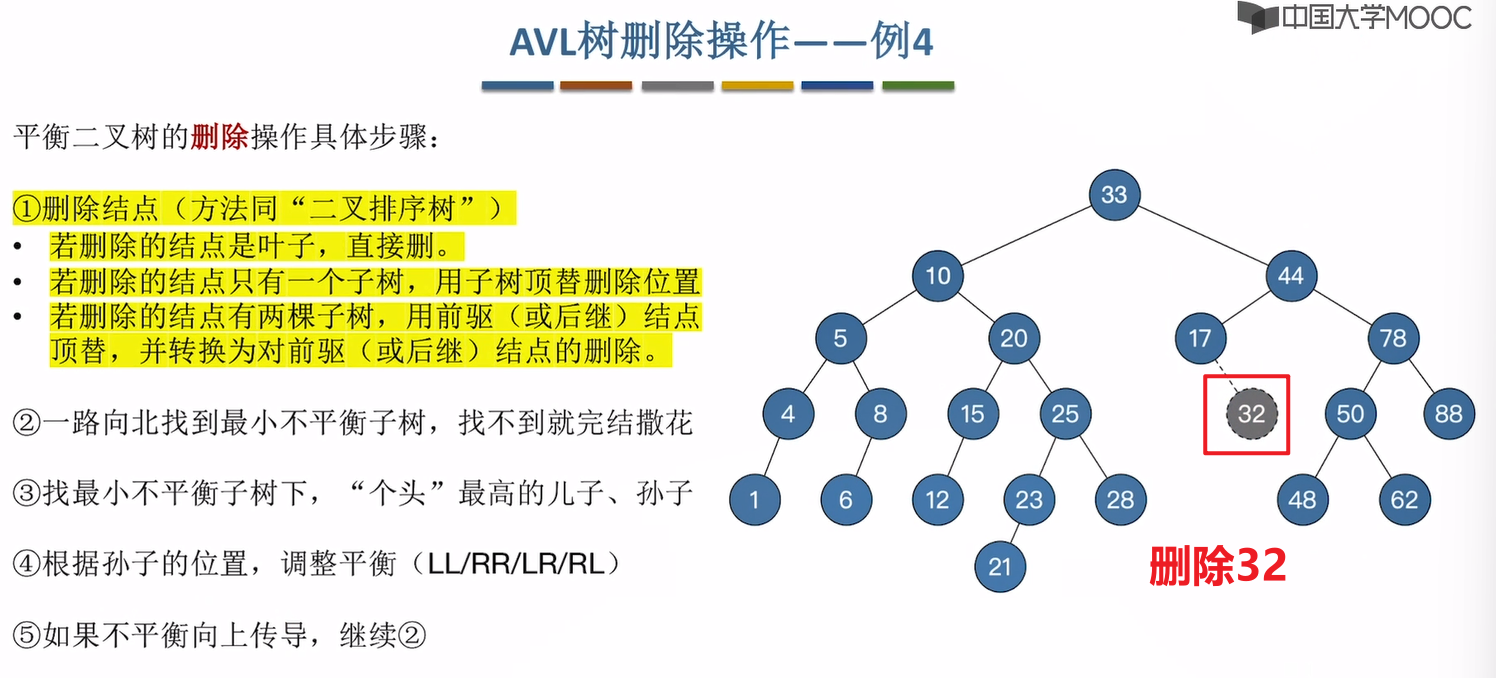 中国大学MOOC
AVL树删除操作——例4
平衡二叉树的删除操作具体步骤：
①删除结点（方法同“二叉排序树”）
• 若删除的结点是叶子，直接删。
• 若删除的结点只有一个子树，用子树顶替删除位置
• 若删除的结点有两棵子树，用前驱（或后继）结点
顶替，并转换为对前驱（或后继）结点的删除。
②一路向北找到最小不平衡子树，找不到就完结撒花
③找最小不平衡子树下，“个头”最高的儿子、孙子
④根据孙子的位置，调整平衡（LL/RR/LR/RL）
⑤如果不平衡向上传导，继续②
33
10 44
5 20 17 78
4 8 15 25 32 50 88
1 6 12 23 28 48 62
21
删除32